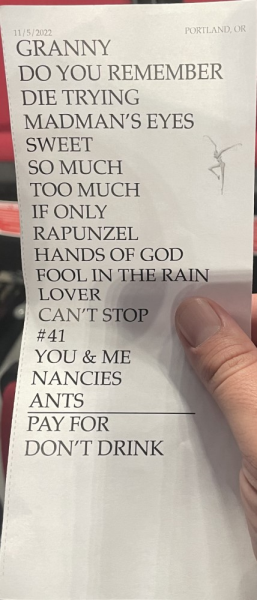 11/5/2022 PORTLAND, OR
GRANNY
DO YOU REMEMBER
DIE TRYING
MADMAN'S EYES
SWEET
SO MUCH
TOO MUCH
IF ONLY
RAPUNZEL
HANDS OF GOD
FOOL IN THE RAIN
LOVER
CAN'T STOP
#41
YOU & ME
NANCIES
ANTS
PAY FOR
DON'T DRINK